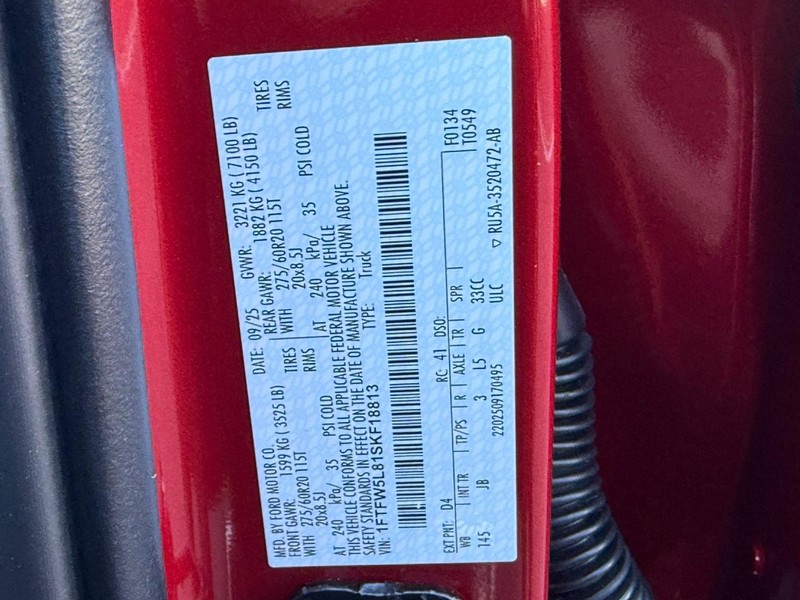 MFD. BY FORD MOTOR CO. DATE: 09/25 GVWR: 3221 KG ( 7100 LB)
FRONT GAWR: 1599 KG ( 3525 LB) REAR GAWR: 1882 KG ( 4150 LB)
WITH 275/60R20 115T TIRES WITH 275/60R20 115T TIRES
20x8.5J RIMS 20x8.5J RIMS
AT 240 kPa/ 35 PSI COLD AT 240 kPa/ 35 PSI COLD
THIS VEHICLE CONFORMS TO ALL APPLICABLE FEDERAL MOTOR VEHICLE
SAFETY STANDARDS IN EFFECT ON THE DATE OF MANUFACTURE SHOWN ABOVE.
VIN: 1FTFW5L81SKF18813 TYPE: Truck
F0134
EXT PNT: D4 RC: 41 DSO: T0549
WB INT TR TP/PS R AXLE TR SPR
145 JB 3 L5 G 33CC
2202509170495 ULC ▽ RU5A-3520472-AB